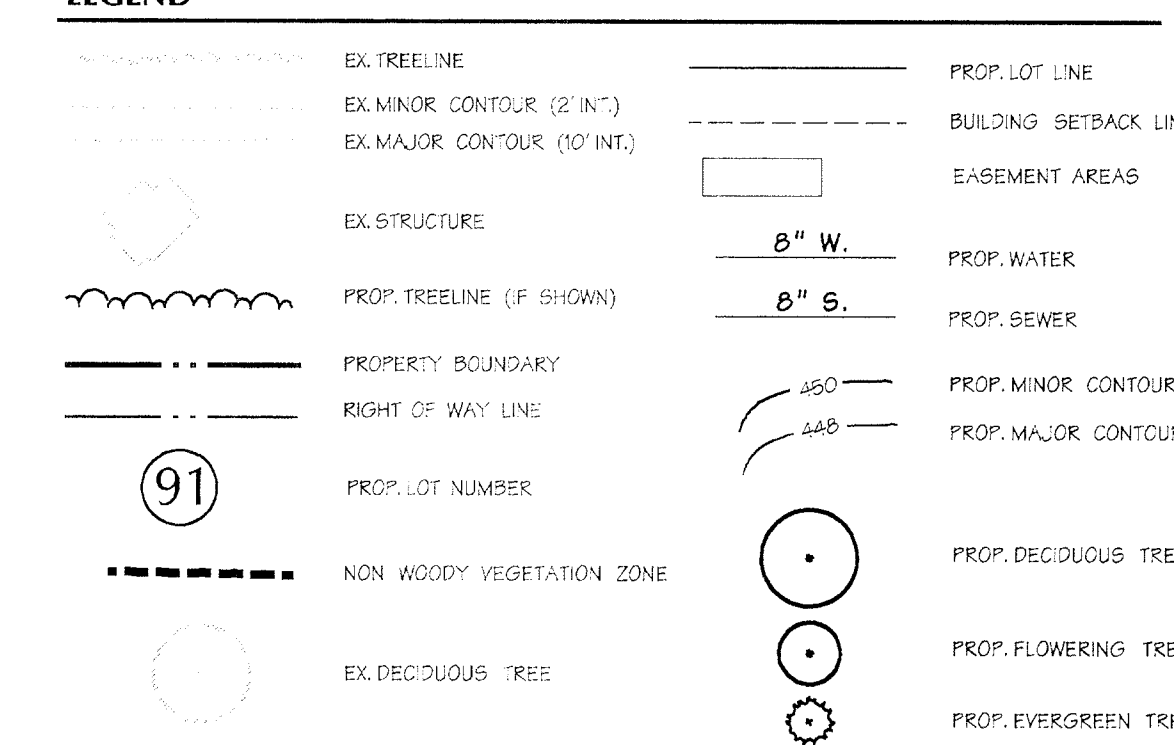 LEGEND
EX. TREELINE
EX. MINOR CONTOUR (2' INT.)
EX. MAJOR CONTOUR (10' INT.)
EX. STRUCTURE
PROP. TREELINE (IF SHOWN)
PROPERTY BOUNDARY
RIGHT OF WAY LINE
91
PROP. LOT NUMBER
NON WOODY VEGETATION ZONE
EX. DECIDUOUS TREE
PROP. LOT LINE
BUILDING SETBACK LIN
EASEMENT AREAS
8" W.
PROP. WATER
8" S.
PROP. SEWER
450
PROP. MINOR CONTOUR
448
PROP. MAJOR CONTOUR
PROP. DECIDUOUS TREE
PROP. FLOWERING TREE
PROP. EVERGREEN TRE